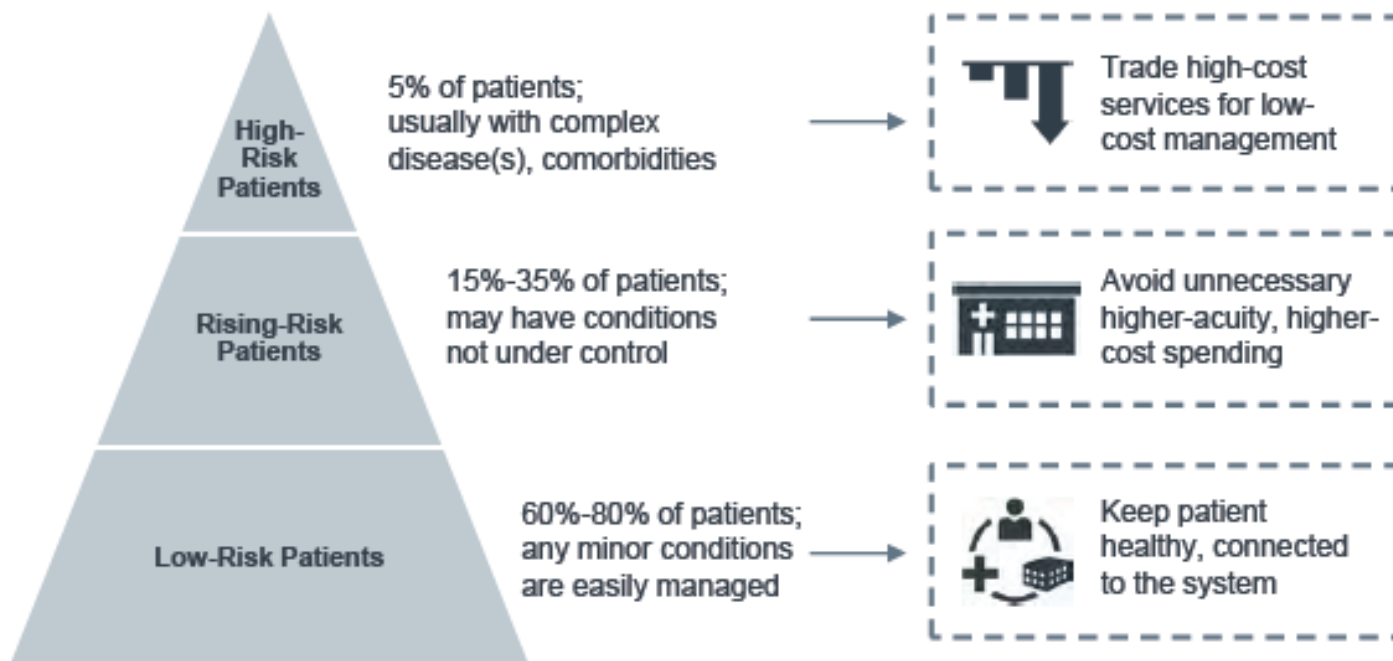 High-
Risk
Patients
5% of patients;
usually with complex
disease(s), comorbidities
Trade high-cost
services for low-
cost management
Rising-Risk
Patients
15%-35% of patients;
may have conditions
not under control
Avoid unnecessary
higher-acuity, higher-
cost spending
Low-Risk Patients
60%-80% of patients;
any minor conditions
are easily managed
Keep patient
healthy, connected
to the system